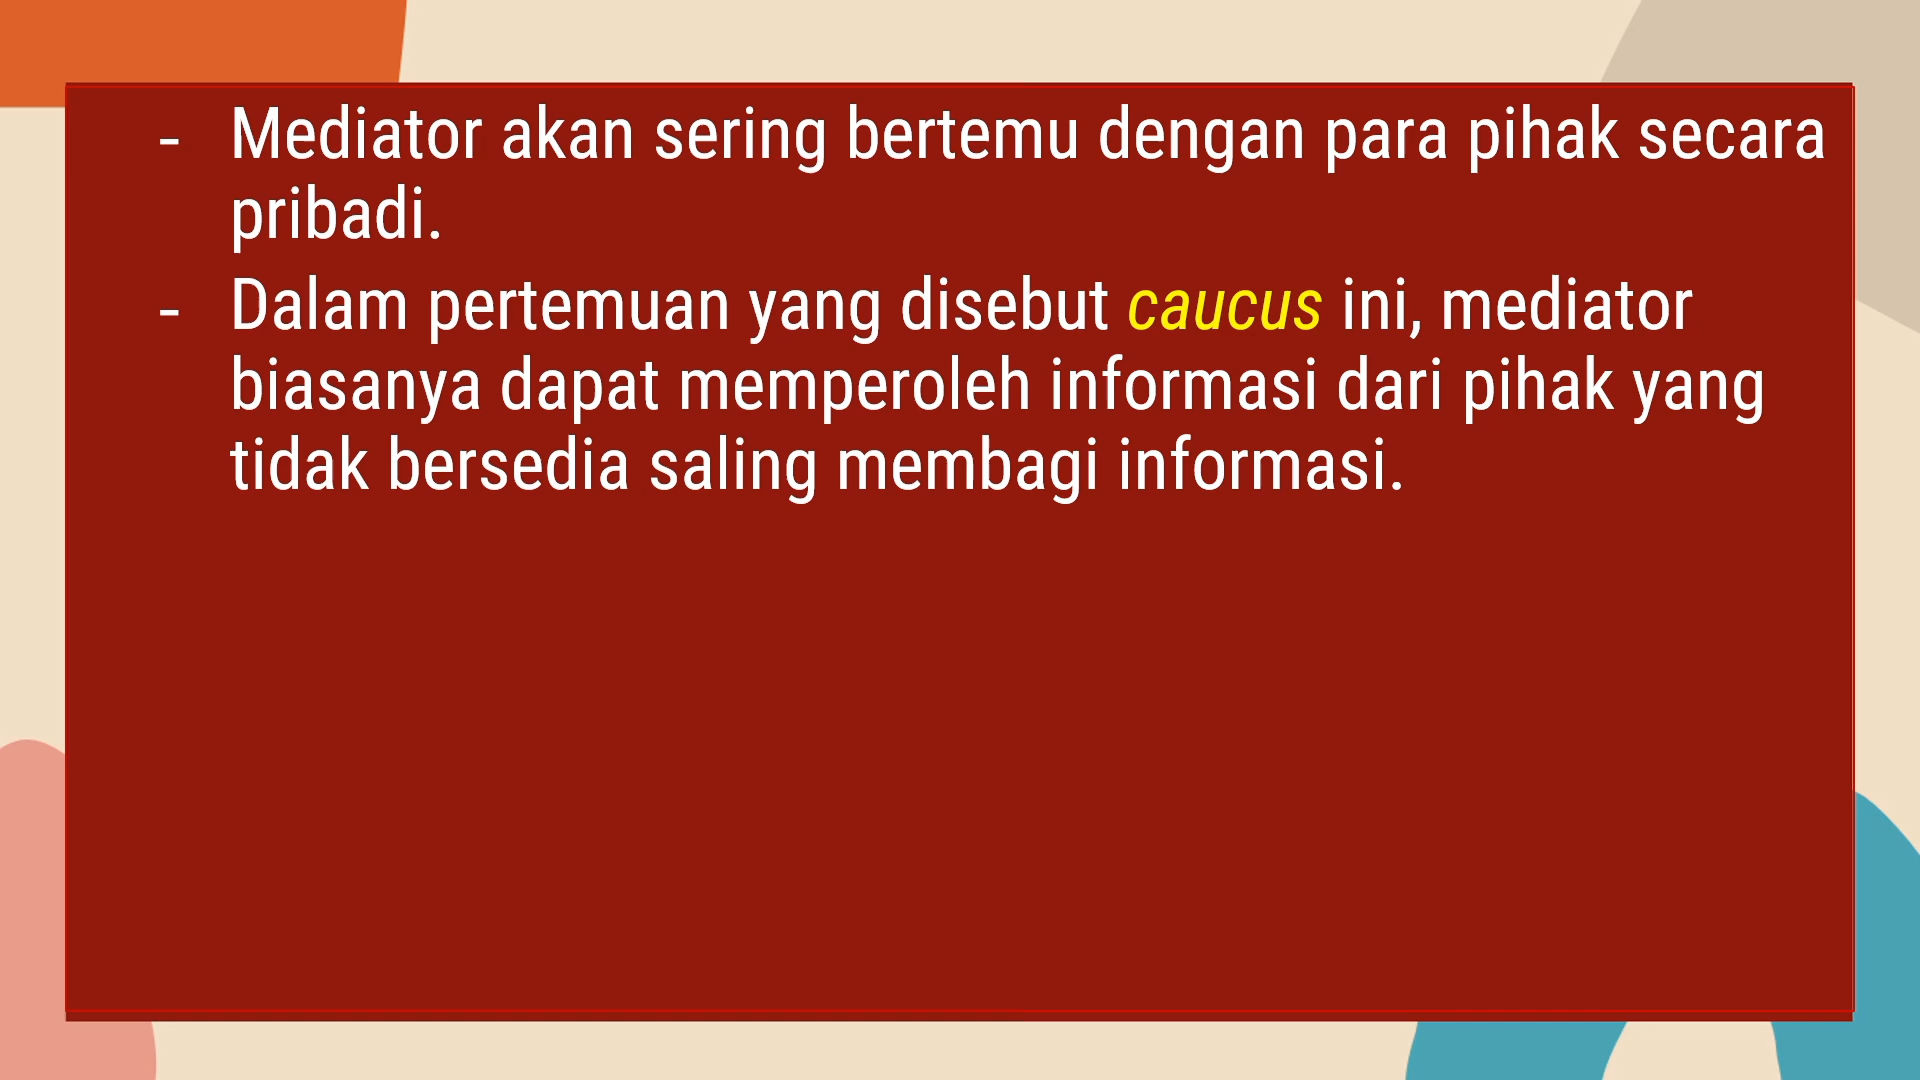 - Mediator akan sering bertemu dengan para pihak secara
pribadi.
- Dalam pertemuan yang disebut caucus ini, mediator
biasanya dapat memperoleh informasi dari pihak yang
tidak bersedia saling membagi informasi.